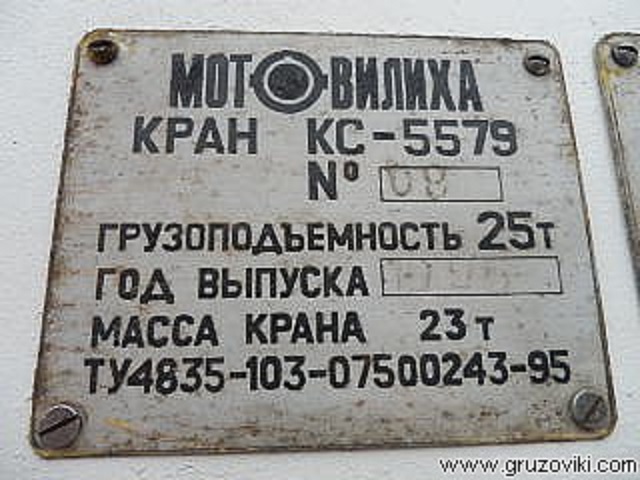 МОТОВИЛИХА
КРАН КС-5579
№ 08
ГРУЗОПОДЪЕМНОСТЬ 25т
ГОД ВЫПУСКА
МАССА КРАНА 23т
ТУ4835-103-07500243-95
www.gruzoviki.com